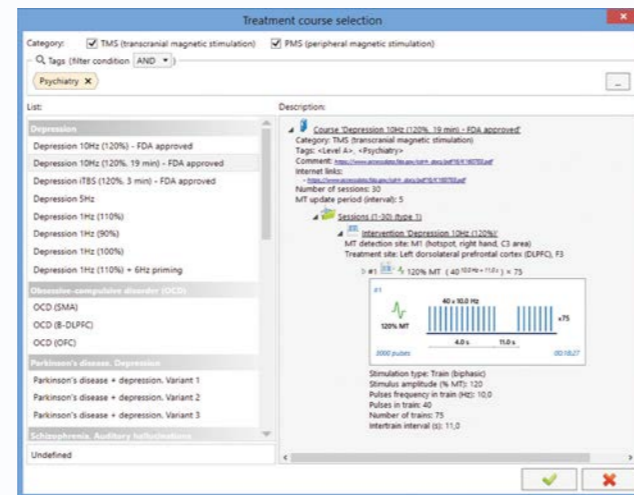 Treatment course selection
Category: TMS (transcranial magnetic stimulation) PMS (peripheral magnetic stimulation)
Tags (filter condition AND )
Psychiatry
...
List:
Depression
Depression 10Hz (120%) - FDA approved
Depression 10Hz (120%, 19 min) - FDA approved
Depression iTBS (120%, 3 min) - FDA approved
Depression 5Hz
Depression 1Hz (110%)
Depression 1Hz (90%)
Depression 1Hz (100%)
Depression 1Hz (110%) + 6Hz priming
Obsessive-compulsive disorder (OCD)
OCD (SMA)
OCD (B-DLPFC)
OCD (OFC)
Parkinson's disease, Depression
Parkinson's disease + depression. Variant 1
Parkinson's disease + depression. Variant 2
Parkinson's disease + depression. Variant 3
Schizophrenia. Auditory hallucinations
Undefined
Description:
Course 'Depression 10Hz (120%, 19 min) - FDA approved'
Category: TMS (transcranial magnetic stimulation)
Tags: <Level A>, <Psychiatry>
Comment:
Internet links:
Number of sessions: 30
MT update period (interval): 5
Sessions (1-30) (type 1)
Intervention 'Depression 10Hz (120%)'
MT detection site: M1 (hotspot, right hand, C3 area)
Treatment site: Left dorsolateral prefrontal cortex (DLPFC), F3
#1 120% MT ( 40 10.0 Hz + 11.0 s ) × 75
#1
40 x 10.0 Hz
x75
120% MT
4.0 s 11.0 s
3000 pulses 00:18:27
Stimulation type: Train (biphasic)
Stimulus amplitude (% MT): 120
Pulses frequency in train (Hz): 10,0
Pulses in train: 40
Number of trains: 75
Intertrain interval (s): 11,0